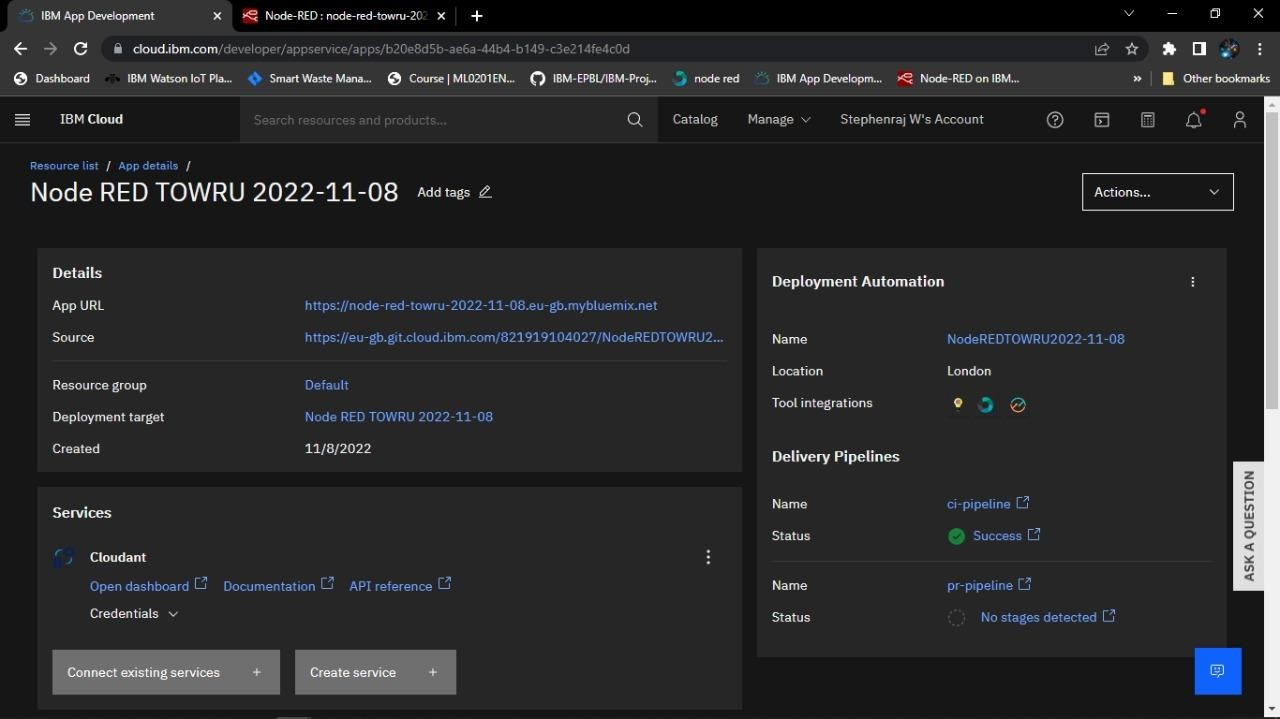 IBM App Development
Node-RED : node-red-towru-202
cloud.ibm.com/developer/appservice/apps/b20e8d5b-ae6a-44b4-b149-c3e214fe4c0d
Dashboard IBM Watson IoT Pla... Smart Waste Mana... Course | ML0201EN... IBM-EPBL/IBM-Proj... node red IBM App Developm... Node-RED on IBM... » Other bookmarks
IBM Cloud Search resources and products... Catalog Manage Stephenraj W's Account
Resource list / App details /
Node RED TOWRU 2022-11-08 Add tags
Actions...
Details
App URL https://node-red-towru-2022-11-08.eu-gb.mybluemix.net
Source https://eu-gb.git.cloud.ibm.com/821919104027/NodeREDTOWRU2...
Resource group Default
Deployment target Node RED TOWRU 2022-11-08
Created 11/8/2022
Services
Cloudant
Open dashboard Documentation API reference
Credentials
Connect existing services +
Create service +
Deployment Automation
Name NodeREDTOWRU2022-11-08
Location London
Tool integrations
Delivery Pipelines
Name ci-pipeline
Status Success
Name pr-pipeline
Status No stages detected
ASK A QUESTION